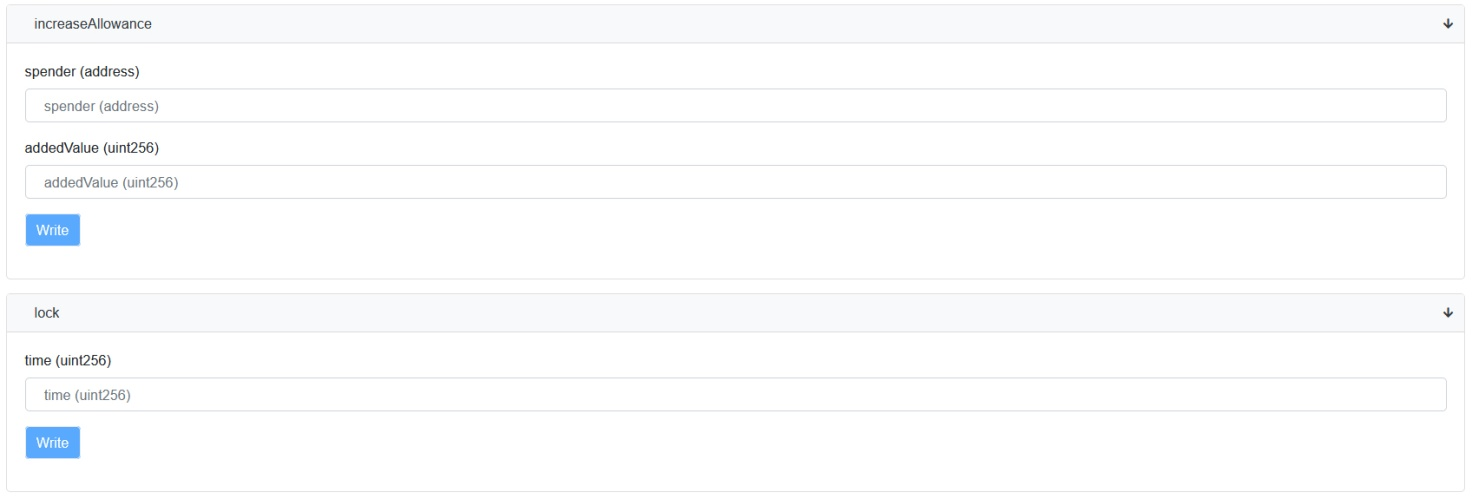 increaseAllowance
spender (address)
spender (address)
addedValue (uint256)
addedValue (uint256)
Write
lock
time (uint256)
time (uint256)
Write